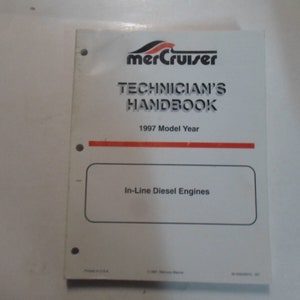 merCruiser
TECHNICIAN'S
HANDBOOK
1997 Model Year
In-Line Diesel Engines